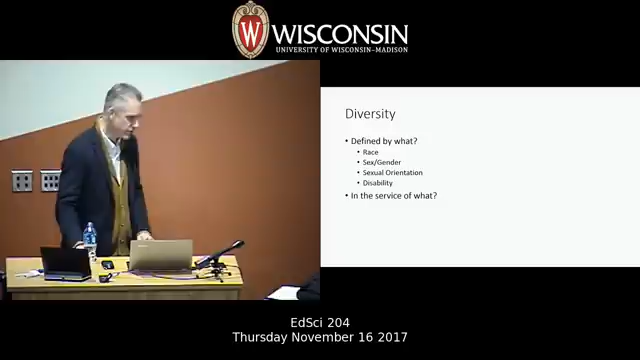 WISCONSIN
UNIVERSITY OF WISCONSIN–MADISON
Diversity
• Defined by what?
• Race
• Sex/Gender
• Sexual Orientation
• Disability
• In the service of what?
EdSci 204
Thursday November 16 2017